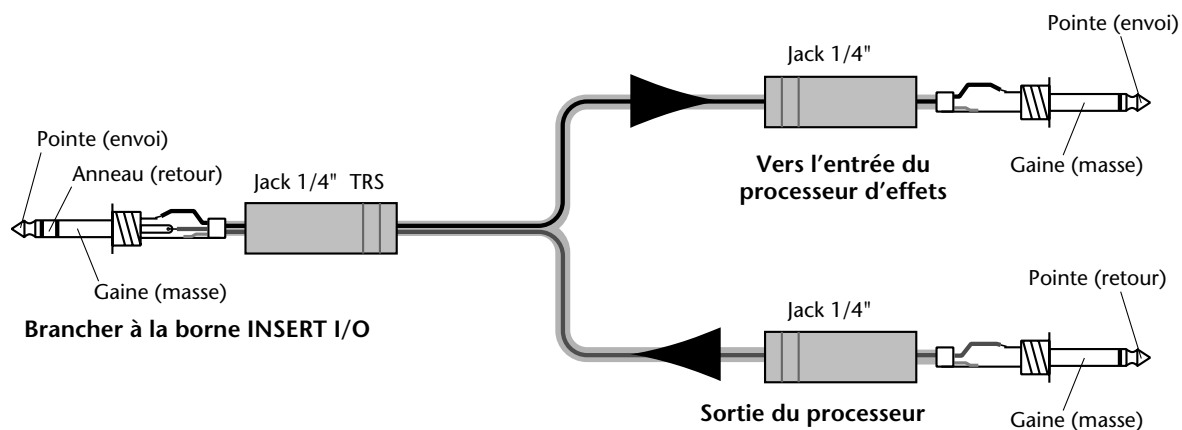 Pointe (envoi)
Jack 1/4"
Gaine (masse)
Vers l'entrée du
processeur d'effets
Pointe (envoi)
Anneau (retour)
Jack 1/4" TRS
Gaine (masse)
Brancher à la borne INSERT I/O
Pointe (retour)
Jack 1/4"
Sortie du processeur
Gaine (masse)